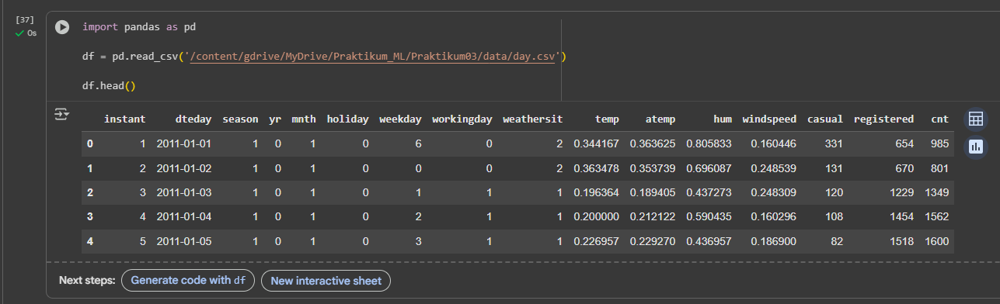 [37]
0s
import pandas as pd
df = pd.read_csv('/content/gdrive/MyDrive/Praktikum_ML/Praktikum03/data/day.csv')
df.head()
instant dteday season yr mnth holiday weekday workingday weathersit temp atemp hum windspeed casual registered cnt
0 1 2011-01-01 1 0 1 0 6 0 2 0.344167 0.363625 0.805833 0.160446 331 654 985
1 2 2011-01-02 1 0 1 0 0 0 2 0.363478 0.353739 0.696087 0.248539 131 670 801
2 3 2011-01-03 1 0 1 0 1 1 1 0.196364 0.189405 0.437273 0.248309 120 1229 1349
3 4 2011-01-04 1 0 1 0 2 1 1 0.200000 0.212122 0.590435 0.160296 108 1454 1562
4 5 2011-01-05 1 0 1 0 3 1 1 0.226957 0.229270 0.436957 0.186900 82 1518 1600
Next steps: Generate code with df New interactive sheet